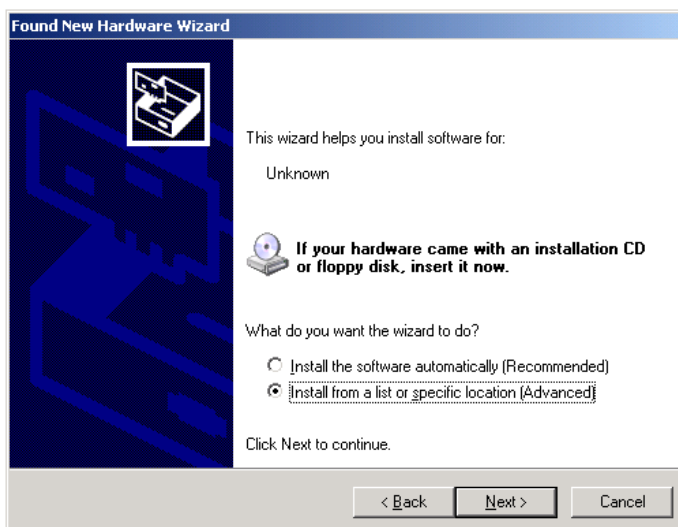 Found New Hardware Wizard
This wizard helps you install software for:
Unknown
If your hardware came with an installation CD
or floppy disk, insert it now.
What do you want the wizard to do?
Install the software automatically (Recommended)
Install from a list or specific location (Advanced)
Click Next to continue.
< Back Next > Cancel